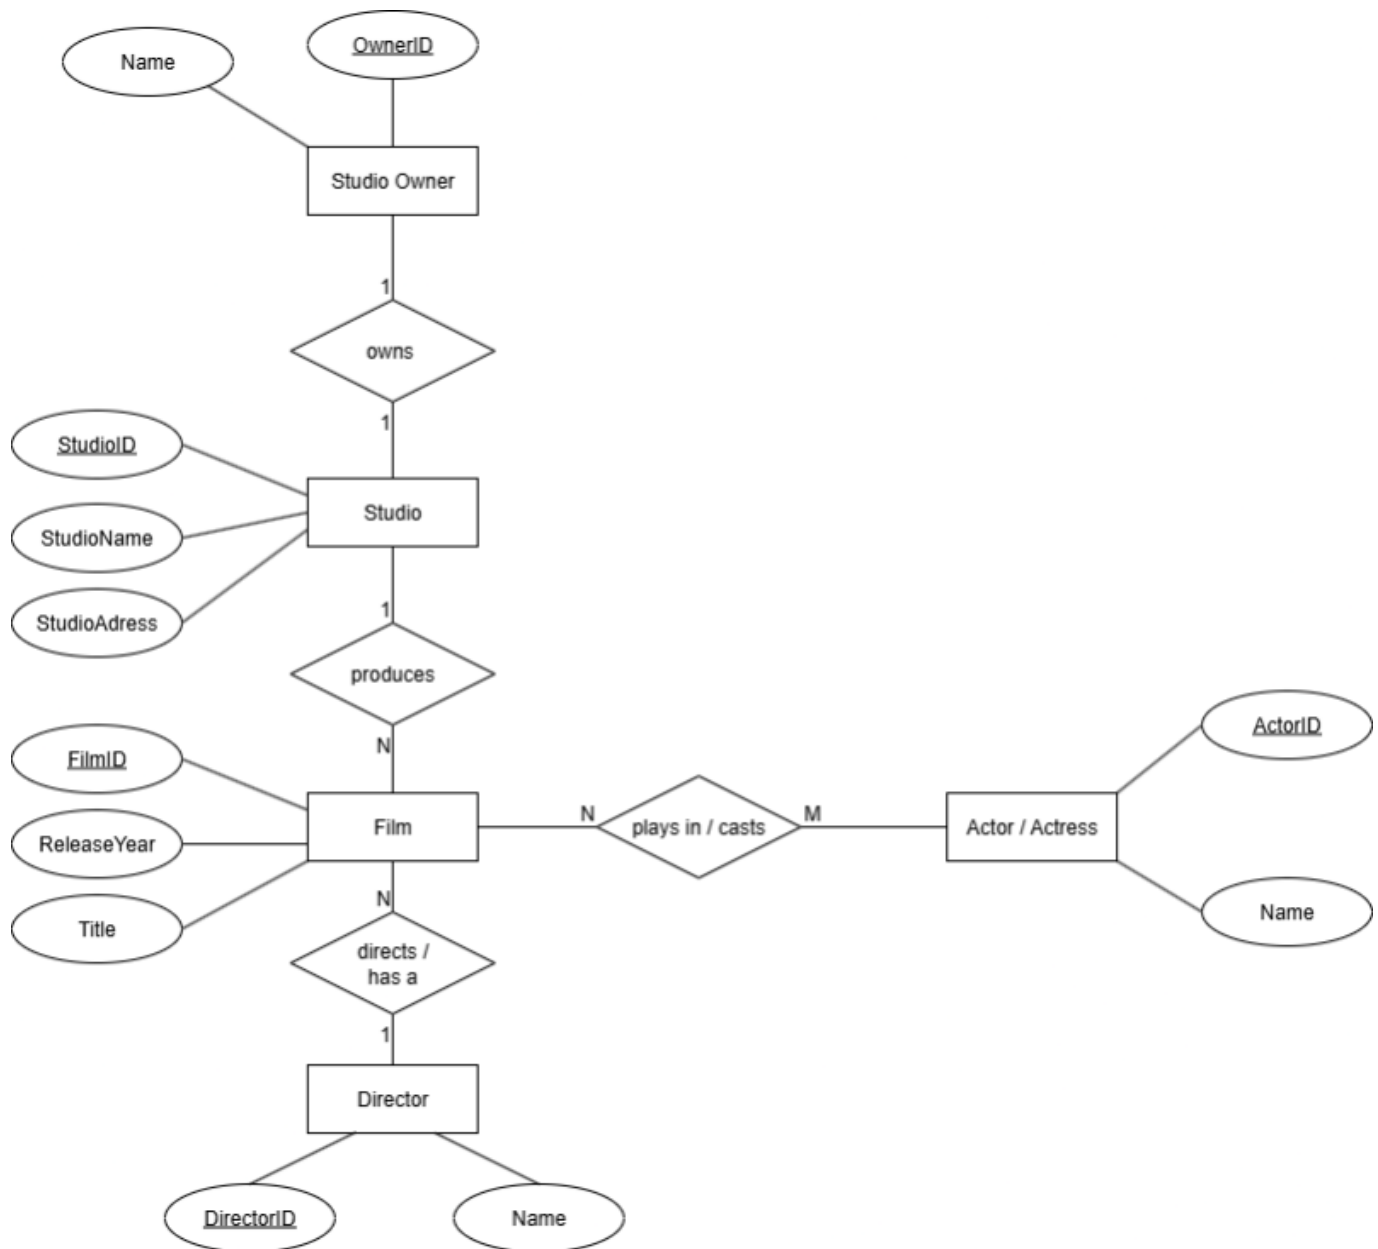 Name
OwnerID
Studio Owner
1
owns
1
StudioID
Studio
StudioName
StudioAdress
1
produces
N
FilmID
ActorID
Film
N
plays in / casts
M
Actor / Actress
ReleaseYear
N
Title
Name
directs /
has a
1
Director
DirectorID
Name